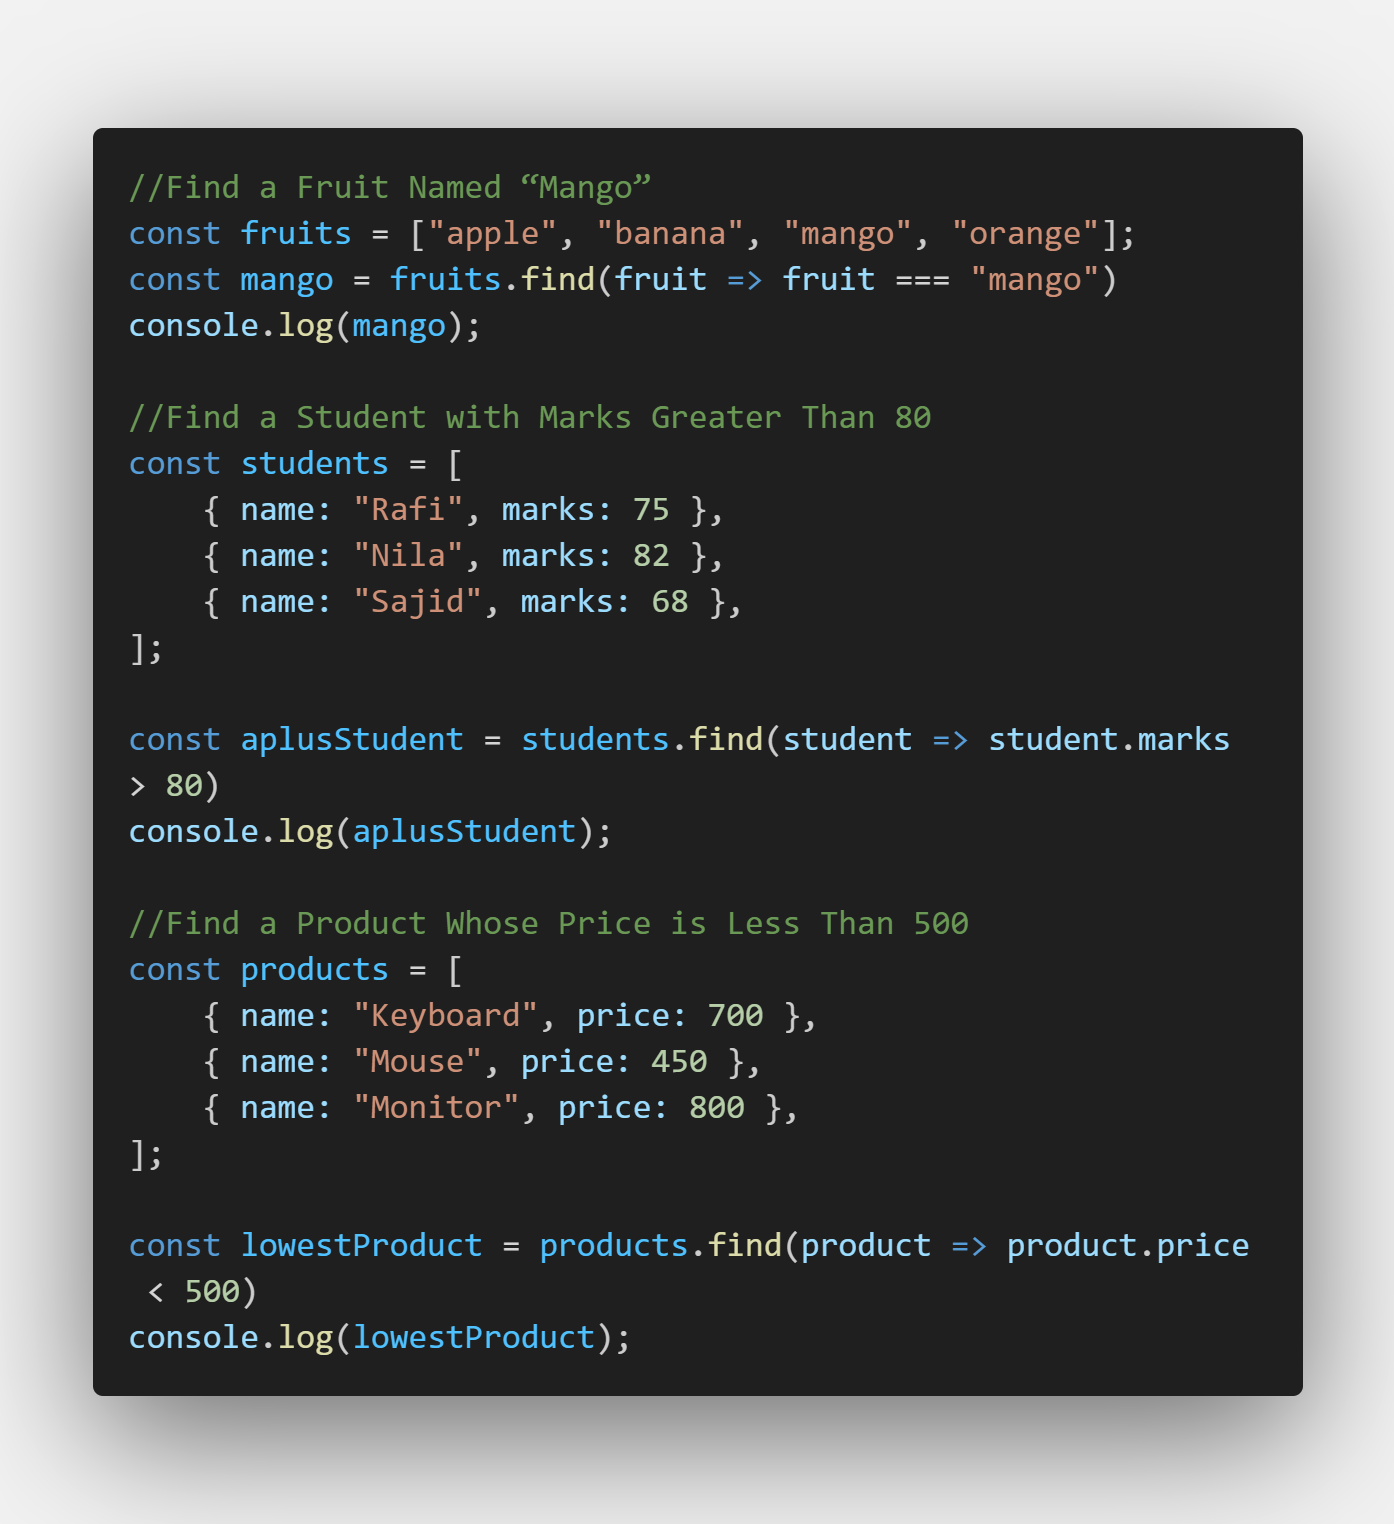 //Find a Fruit Named “Mango”
const fruits = ["apple", "banana", "mango", "orange"];
const mango = fruits.find(fruit => fruit === "mango")
console.log(mango);

//Find a Student with Marks Greater Than 80
const students = [
    { name: "Rafi", marks: 75 },
    { name: "Nila", marks: 82 },
    { name: "Sajid", marks: 68 },
];

const aplusStudent = students.find(student => student.marks
> 80)
console.log(aplusStudent);

//Find a Product Whose Price is Less Than 500
const products = [
    { name: "Keyboard", price: 700 },
    { name: "Mouse", price: 450 },
    { name: "Monitor", price: 800 },
];

const lowestProduct = products.find(product => product.price
 < 500)
console.log(lowestProduct);